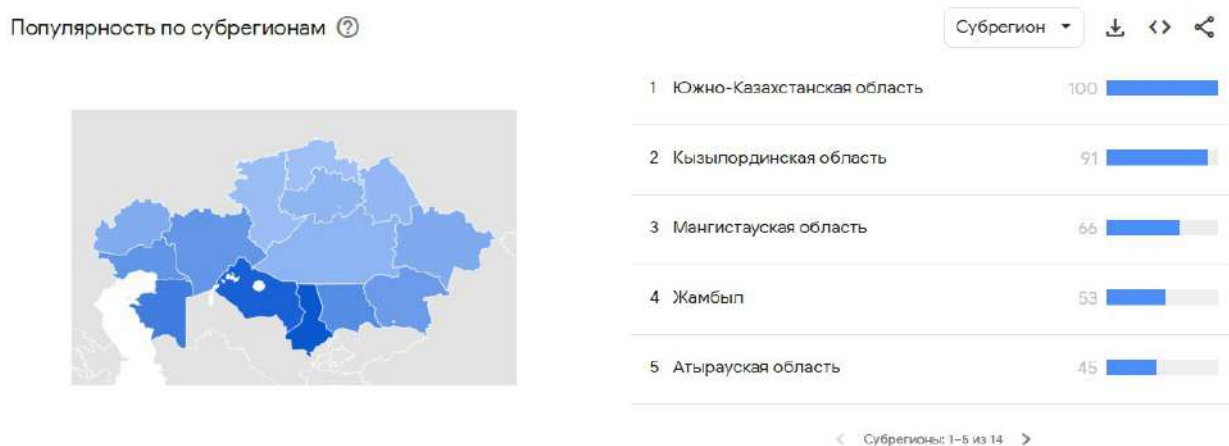 Популярность по субрегионам ?
Субрегион
1 Южно-Казахстанская область 100
2 Кызылординская область 91
3 Мангистауская область 66
4 Жамбыл 53
5 Атырауская область 45
Субрегионы: 1–5 из 14